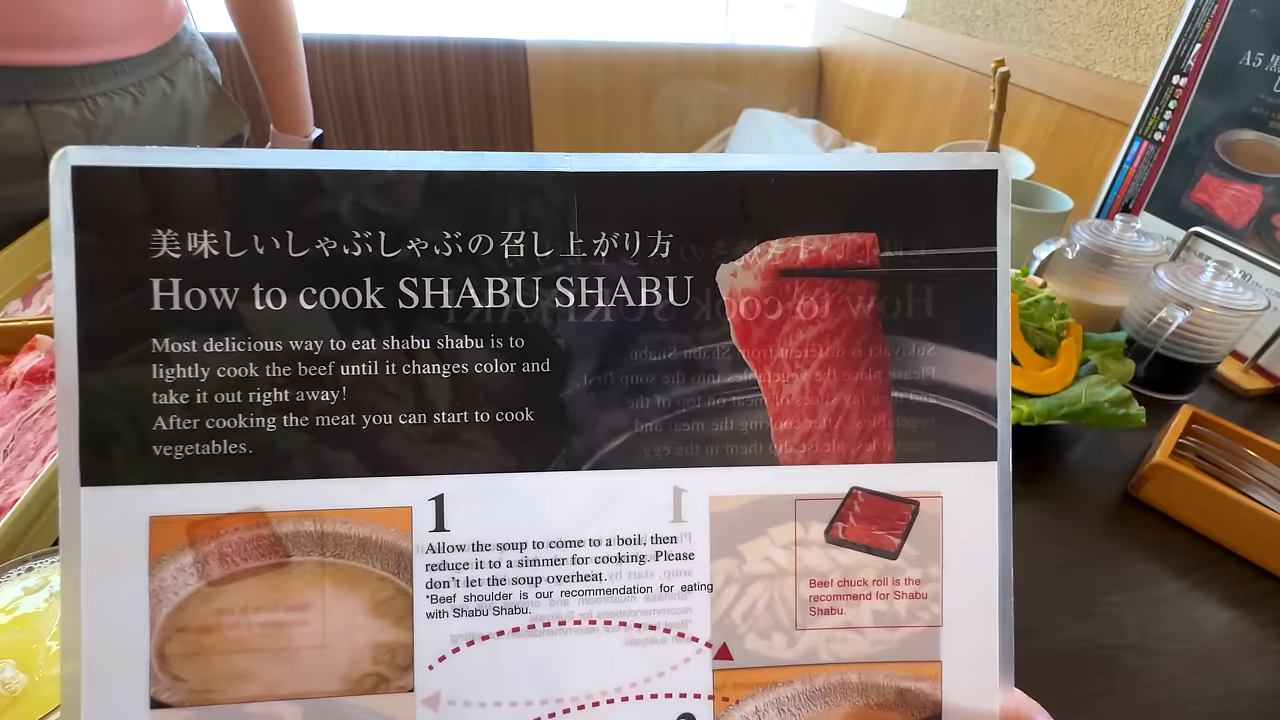 美味しいしゃぶしゃぶの召し上がり方
How to cook SHABU SHABU
Most delicious way to eat shabu shabu is to
lightly cook the beef until it changes color and
take it out right away!
After cooking the meat you can start to cook
vegetables.
1
Allow the soup to come to a boil, then
reduce it to a simmer for cooking. Please
don't let the soup overheat.
*Beef shoulder is our recommendation for eating
with Shabu Shabu.
Beef chuck roll is the
recommend for Shabu
Shabu.
A5